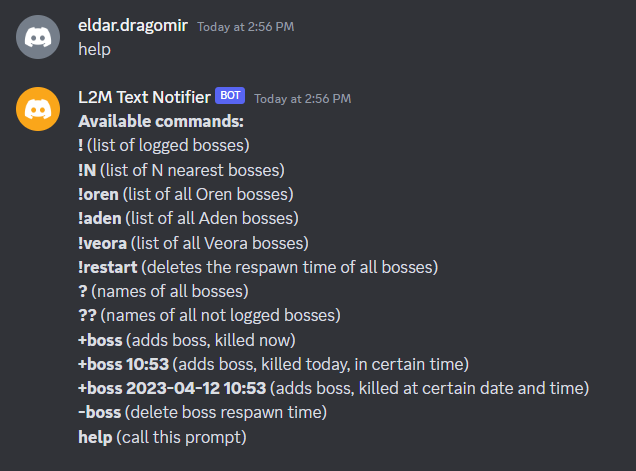 eldar.dragomir Today at 2:56 PM
help
L2M Text Notifier BOT Today at 2:56 PM
Available commands:
! (list of logged bosses)
!N (list of N nearest bosses)
!oren (list of all Oren bosses)
!aden (list of all Aden bosses)
!veora (list of all Veora bosses)
!restart (deletes the respawn time of all bosses)
? (names of all bosses)
?? (names of all not logged bosses)
+boss (adds boss, killed now)
+boss 10:53 (adds boss, killed today, in certain time)
+boss 2023-04-12 10:53 (adds boss, killed at certain date and time)
-boss (delete boss respawn time)
help (call this prompt)